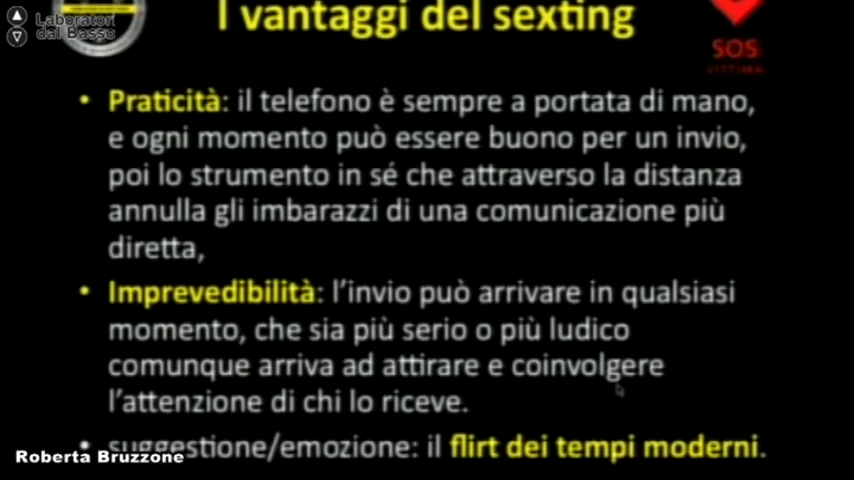 Laboratori
dal Basso
I vantaggi del sexting
SOS
VITTIMA
• Praticità: il telefono è sempre a portata di mano,
e ogni momento può essere buono per un invio,
poi lo strumento in sé che attraverso la distanza
annulla gli imbarazzi di una comunicazione più
diretta,
• Imprevedibilità: l'invio può arrivare in qualsiasi
momento, che sia più serio o più ludico
comunque arriva ad attirare e coinvolgere
l'attenzione di chi lo riceve.
• suggestione/emozione: il flirt dei tempi moderni.
Roberta Bruzzone